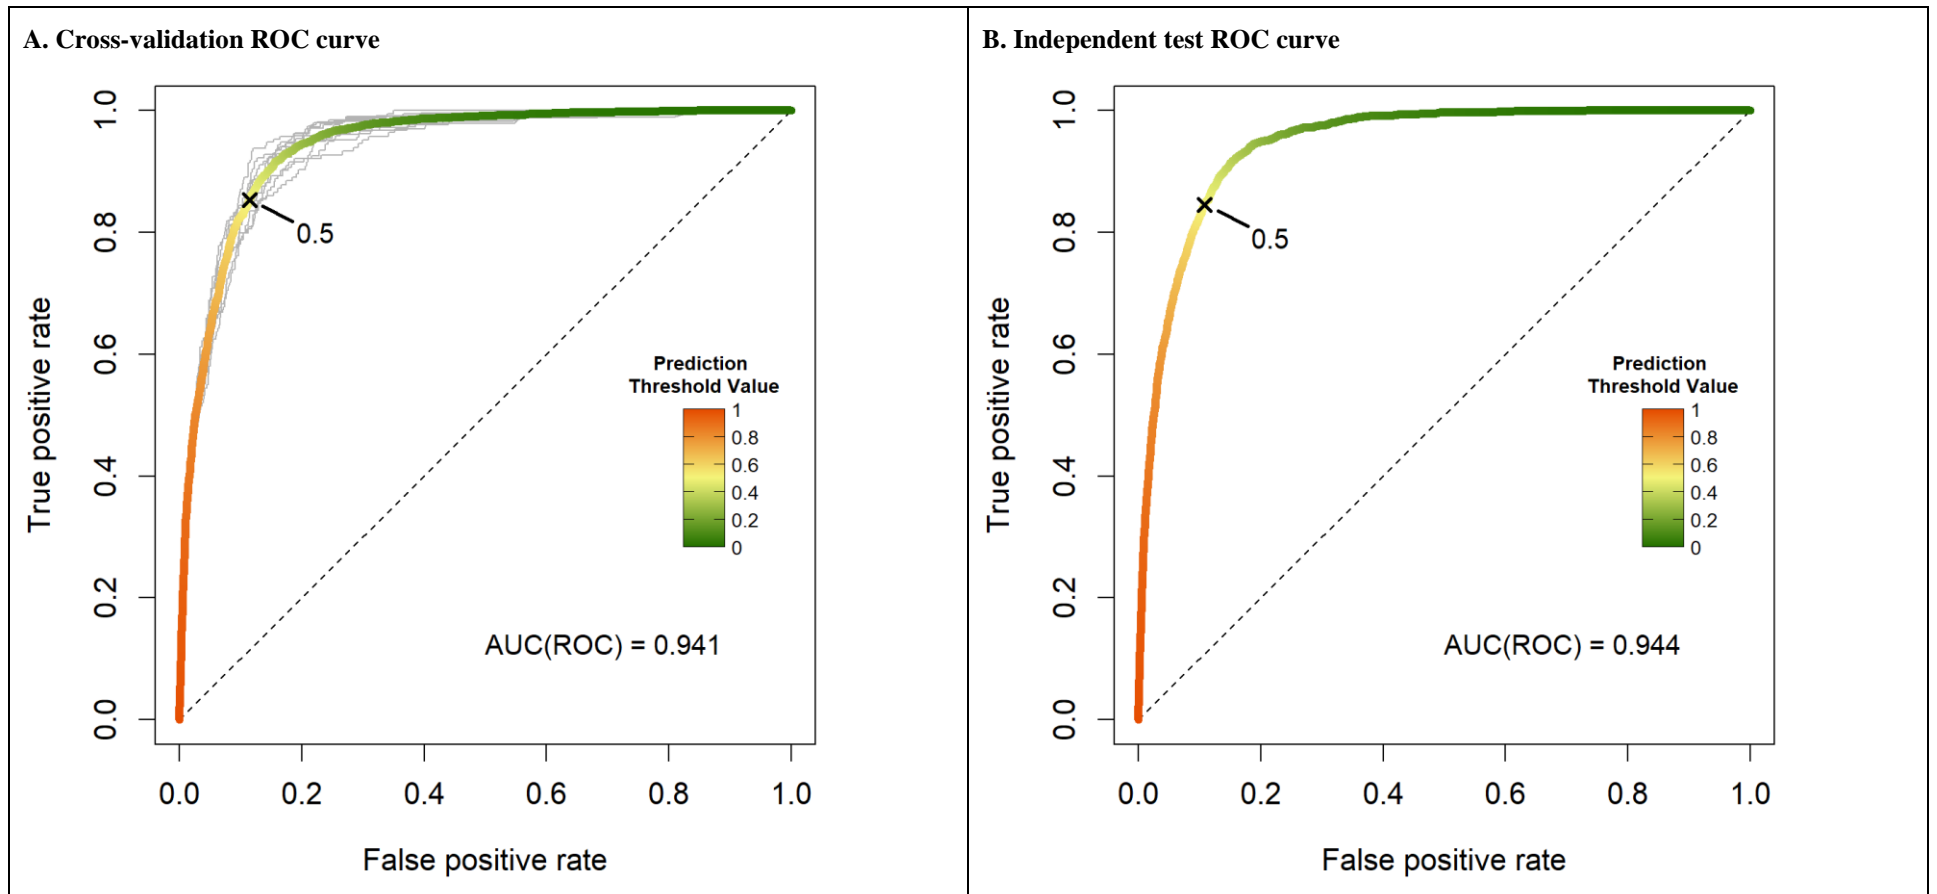 A. Cross-validation ROC curve
True positive rate
1.0
0.8
0.6
0.4
0.2
0.0
0.5
Prediction
Threshold Value
1
0.8
0.6
0.4
0.2
0
AUC(ROC) = 0.941
0.0 0.2 0.4 0.6 0.8 1.0
False positive rate
B. Independent test ROC curve
True positive rate
1.0
0.8
0.6
0.4
0.2
0.0
0.5
Prediction
Threshold Value
1
0.8
0.6
0.4
0.2
0
AUC(ROC) = 0.944
0.0 0.2 0.4 0.6 0.8 1.0
False positive rate